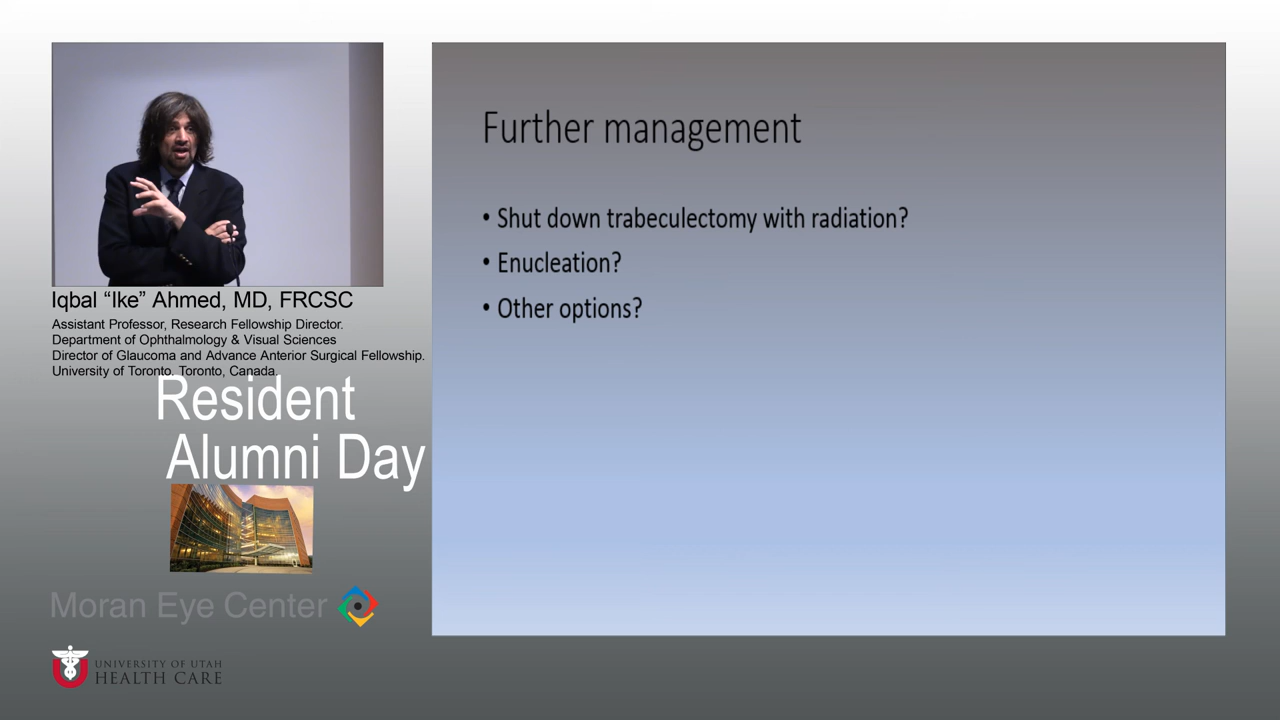 Iqbal “Ike” Ahmed, MD, FRCSC
Assistant Professor, Research Fellowship Director.
Department of Ophthalmology & Visual Sciences
Director of Glaucoma and Advance Anterior Surgical Fellowship.
University of Toronto. Toronto, Canada.
Resident
Alumni Day
Moran Eye Center
UNIVERSITY OF UTAH
HEALTH CARE
Further management
• Shut down trabeculectomy with radiation?
• Enucleation?
• Other options?